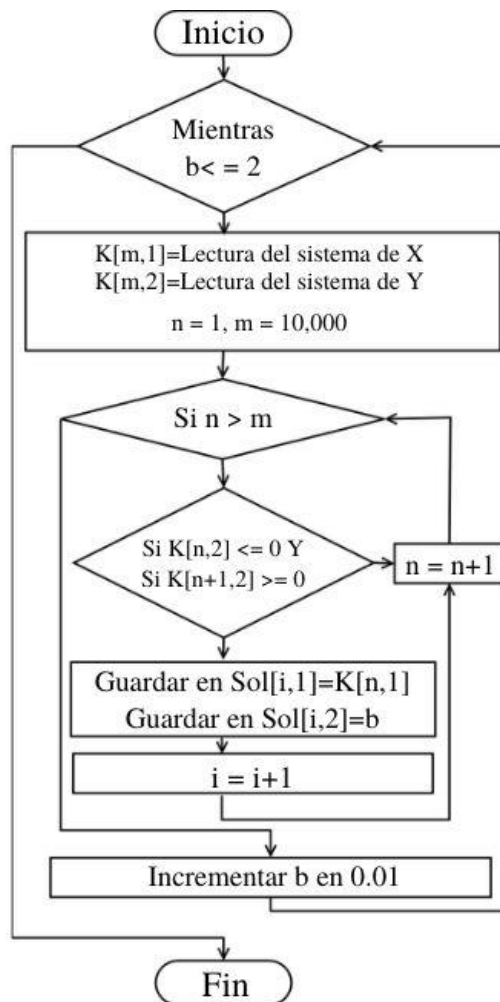 Inicio
Mientras
b< = 2
K[m,1]=Lectura del sistema de X
K[m,2]=Lectura del sistema de Y
n = 1, m = 10,000
Si n > m
Si K[n,2] <= 0 Y
Si K[n+1,2] >= 0
n = n+1
Guardar en Sol[i,1]=K[n,1]
Guardar en Sol[i,2]=b
i = i+1
Incrementar b en 0.01
Fin